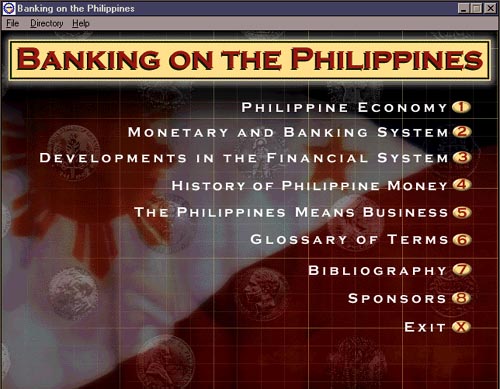 Banking on the Philippines
File Directory Help
BANKING ON THE PHILIPPINES
PHILIPPINE ECONOMY 1
MONETARY AND BANKING SYSTEM 2
DEVELOPMENTS IN THE FINANCIAL SYSTEM 3
HISTORY OF PHILIPPINE MONEY 4
THE PHILIPPINES MEANS BUSINESS 5
GLOSSARY OF TERMS 6
BIBLIOGRAPHY 7
SPONSORS 8
EXIT X